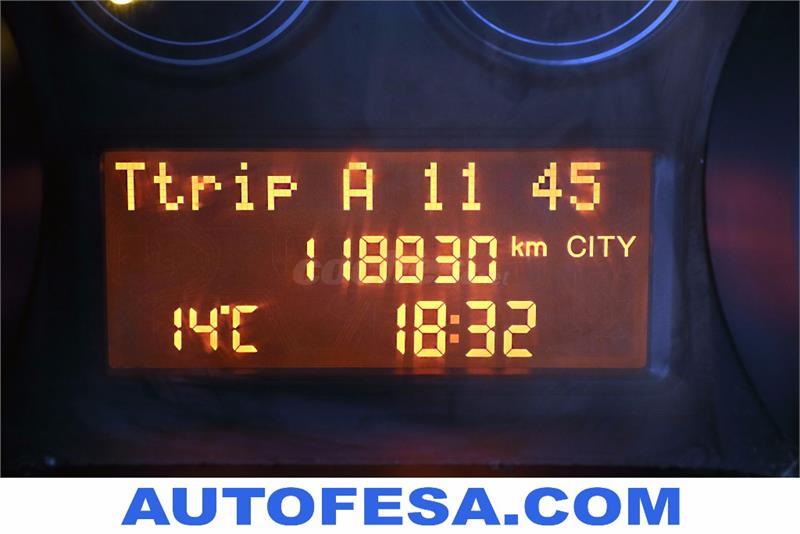 Ttrip A 11 45
118830 km CITY
14°C 18:32
AUTOFESA.COM